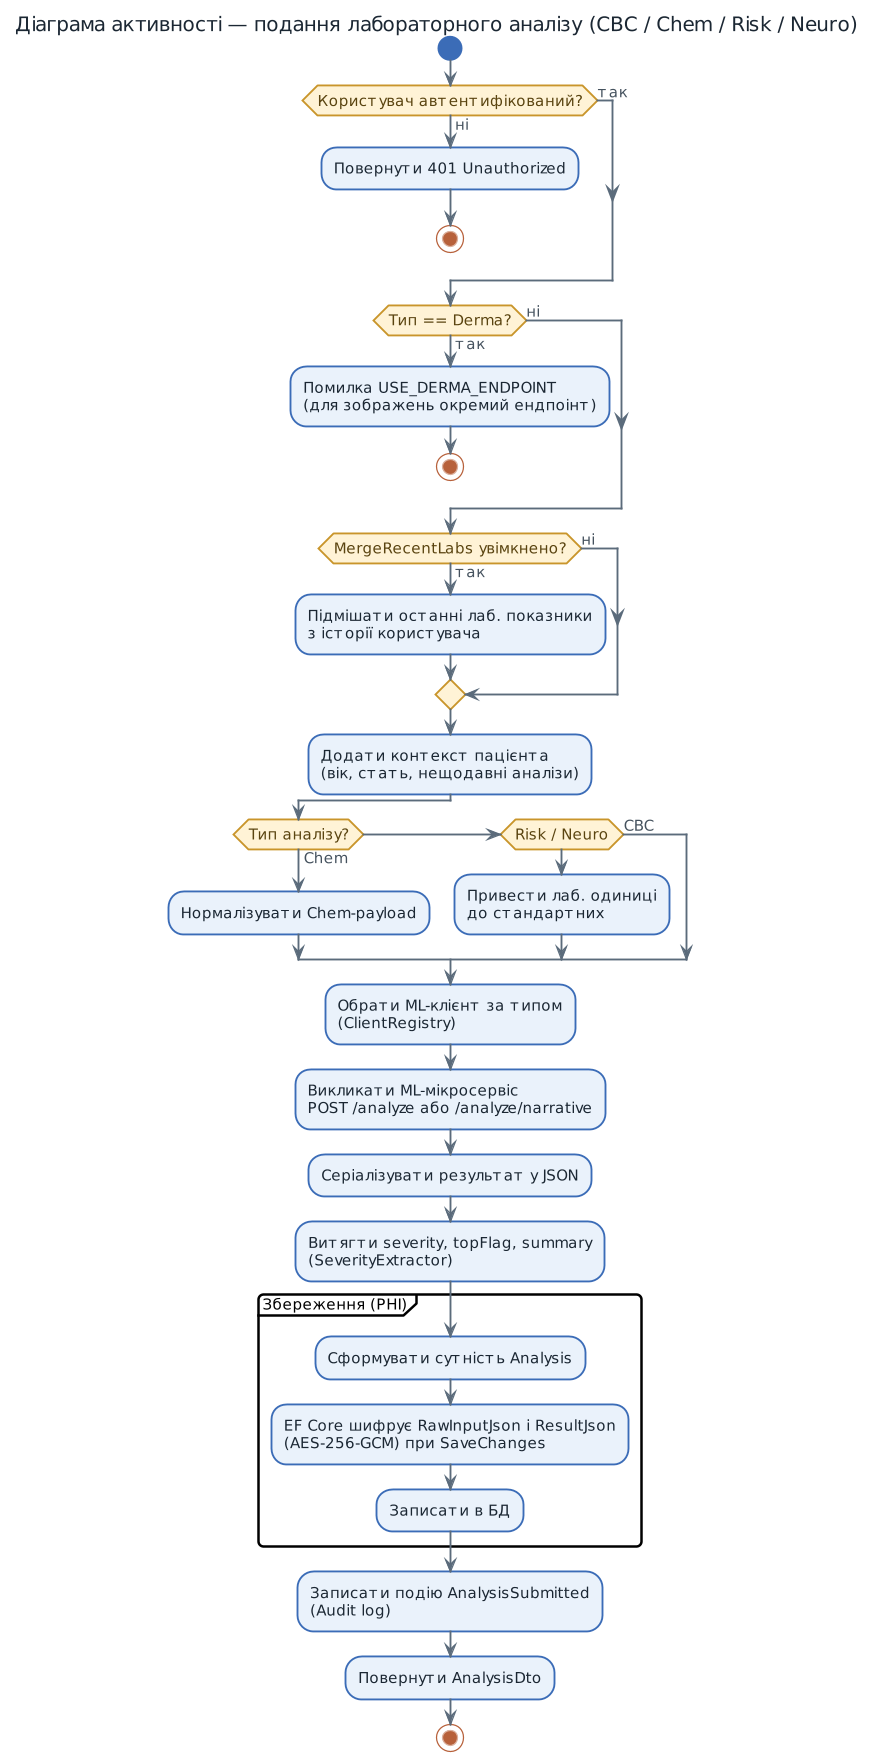 Діаграма активності — подання лабораторного аналізу (CBC / Chem / Risk / Neuro)
Користувач автентифікований?
так
ні
Повернути 401 Unauthorized
Тип == Derma?
ні
так
Помилка USE_DERMA_ENDPOINT
(для зображень окремий ендпоінт)
MergeRecentLabs увімкнено?
ні
так
Підмішати останні лаб. показники
з історії користувача
Додати контекст пацієнта
(вік, стать, нещодавні аналізи)
Тип аналізу?
Risk / Neuro
CBC
Chem
Нормалізувати Chem-payload
Привести лаб. одиниці
до стандартних
Обрати ML-клієнт за типом
(ClientRegistry)
Викликати ML-мікросервіс
POST /analyze або /analyze/narrative
Серіалізувати результат у JSON
Витягти severity, topFlag, summary
(SeverityExtractor)
Збереження (PHI)
Сформувати сутність Analysis
EF Core шифрує RawInputJson і ResultJson
(AES-256-GCM) при SaveChanges
Записати в БД
Записати подію AnalysisSubmitted
(Audit log)
Повернути AnalysisDto